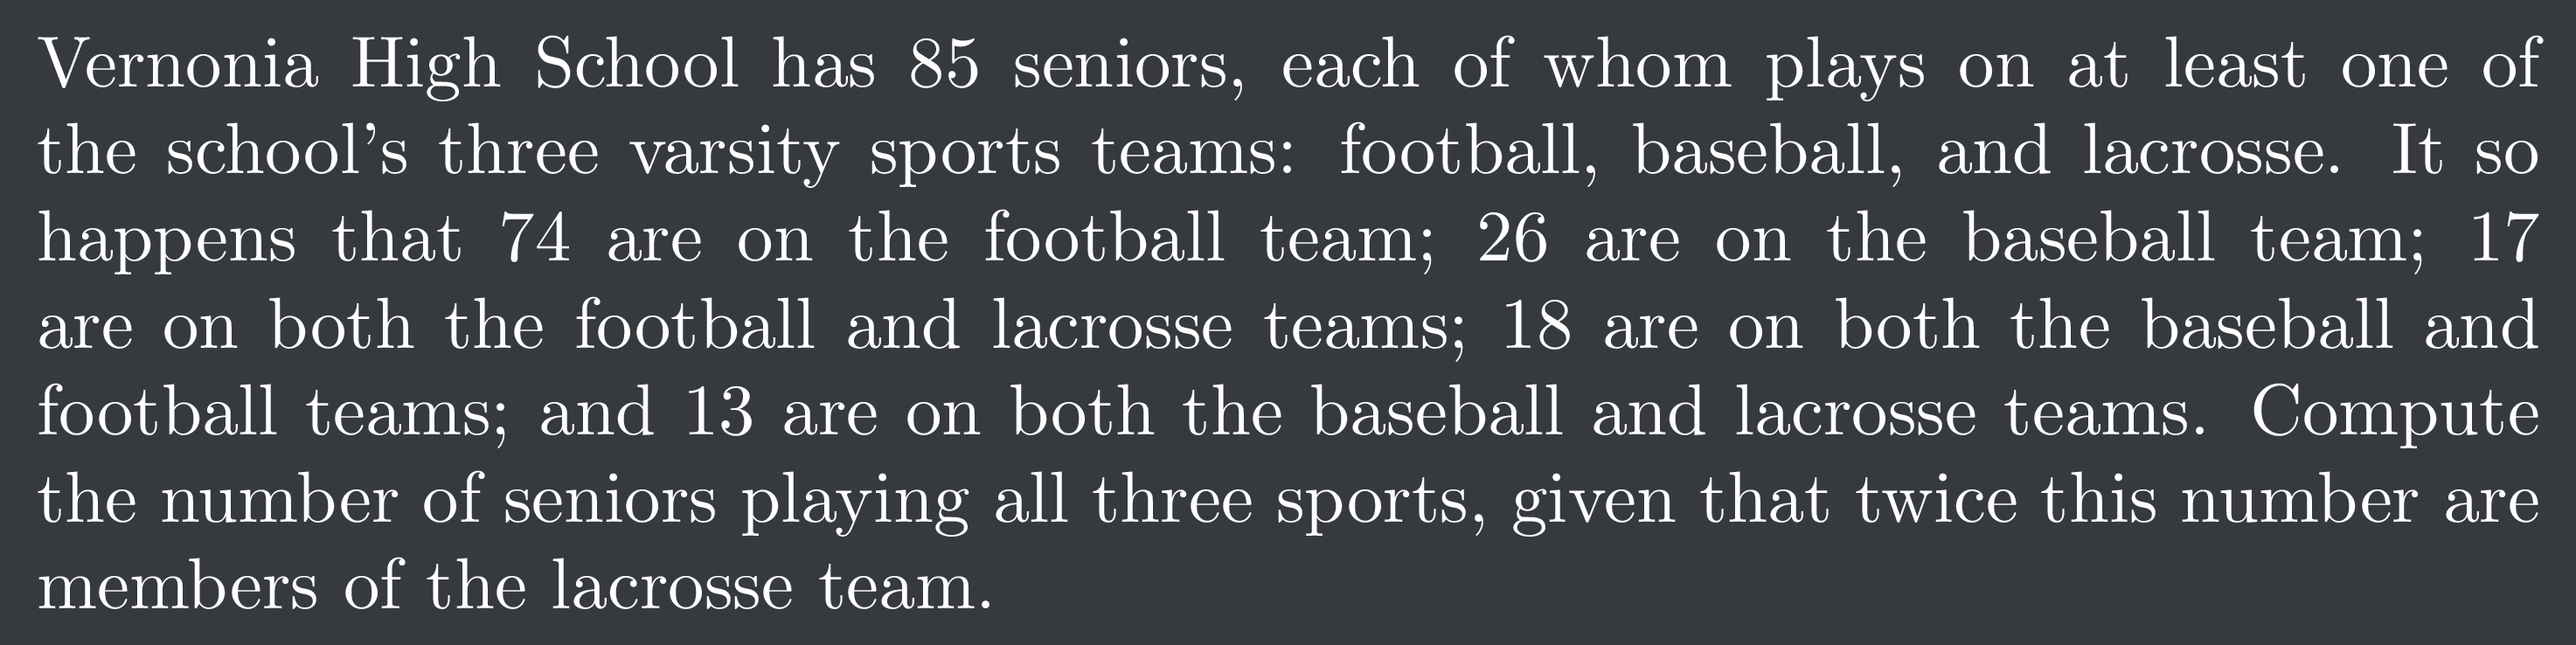 Vernonia High School has 85 seniors, each of whom plays on at least one of
the school's three varsity sports teams: football, baseball, and lacrosse. It so
happens that 74 are on the football team; 26 are on the baseball team; 17
are on both the football and lacrosse teams; 18 are on both the baseball and
football teams; and 13 are on both the baseball and lacrosse teams. Compute
the number of seniors playing all three sports, given that twice this number are
members of the lacrosse team.